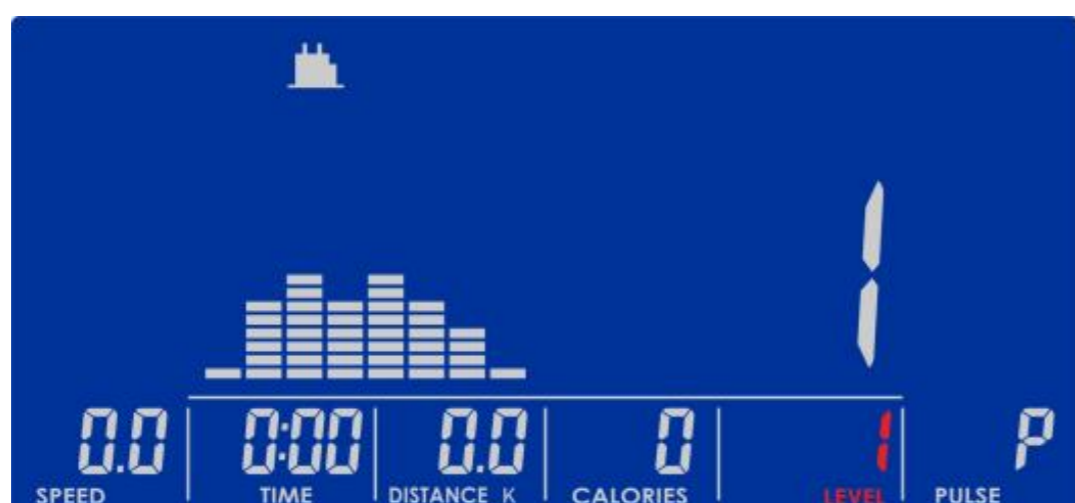 1
0.0 0:00 0.0 0 1 P
SPEED TIME DISTANCE K CALORIES LEVEL PULSE